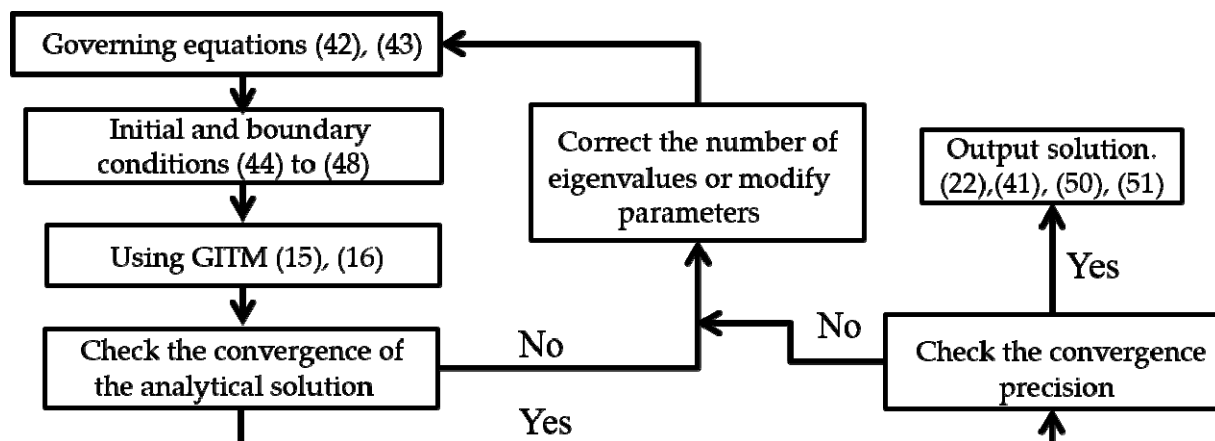 Governing equations (42), (43)
Initial and boundary
conditions (44) to (48)
Using GITM (15), (16)
Check the convergence of
the analytical solution
No
Yes
Correct the number of
eigenvalues or modify
parameters
No
Check the convergence
precision
Yes
Output solution.
(22),(41), (50), (51)